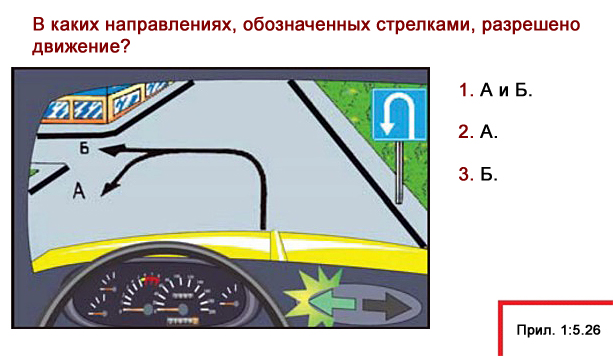 В каких направлениях, обозначенных стрелками, разрешено
движение?
1. А и Б.
2. А.
3. Б.
Б
А
Прил. 1:5.26